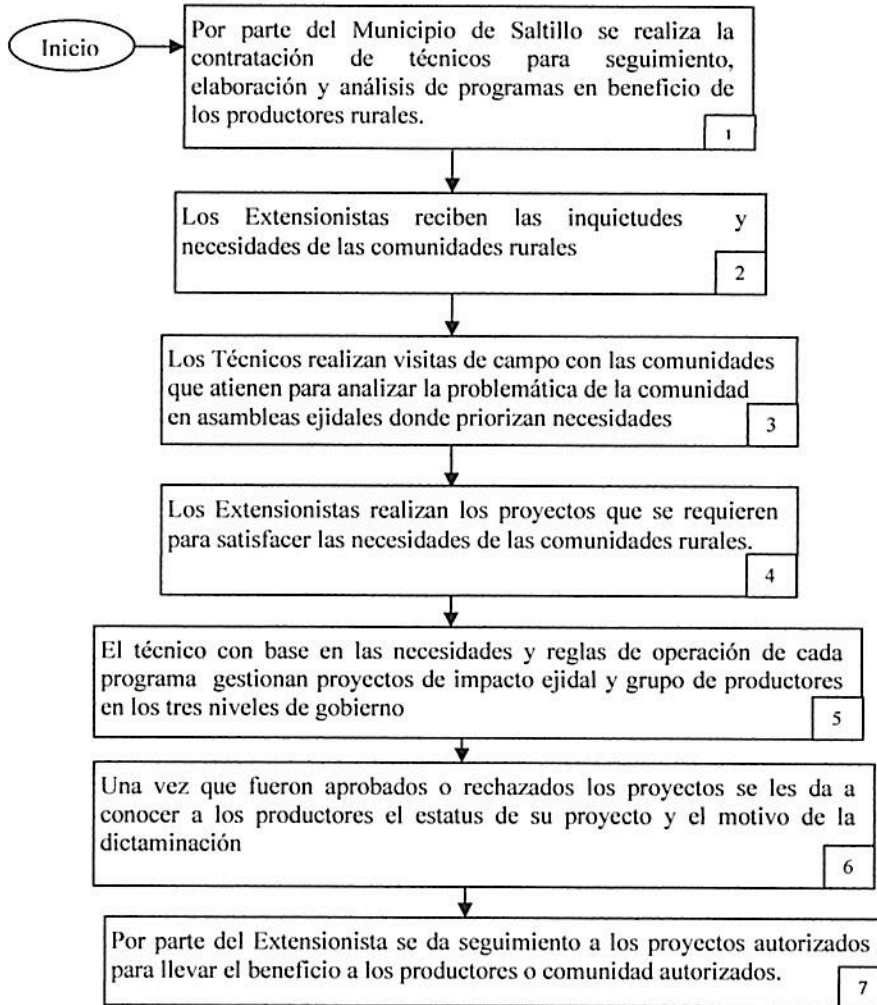 Inicio
Por parte del Municipio de Saltillo se realiza la
contratación de técnicos para seguimiento,
elaboración y análisis de programas en beneficio de
los productores rurales.
1
Los Extensionistas reciben las inquietudes y
necesidades de las comunidades rurales
2
Los Técnicos realizan visitas de campo con las comunidades
que atienen para analizar la problemática de la comunidad
en asambleas ejidales donde priorizan necesidades
3
Los Extensionistas realizan los proyectos que se requieren
para satisfacer las necesidades de las comunidades rurales.
4
El técnico con base en las necesidades y reglas de operación de cada
programa gestionan proyectos de impacto ejidal y grupo de productores
en los tres niveles de gobierno
5
Una vez que fueron aprobados o rechazados los proyectos se les da a
conocer a los productores el estatus de su proyecto y el motivo de la
dictaminación
6
Por parte del Extensionista se da seguimiento a los proyectos autorizados
para llevar el beneficio a los productores o comunidad autorizados.
7